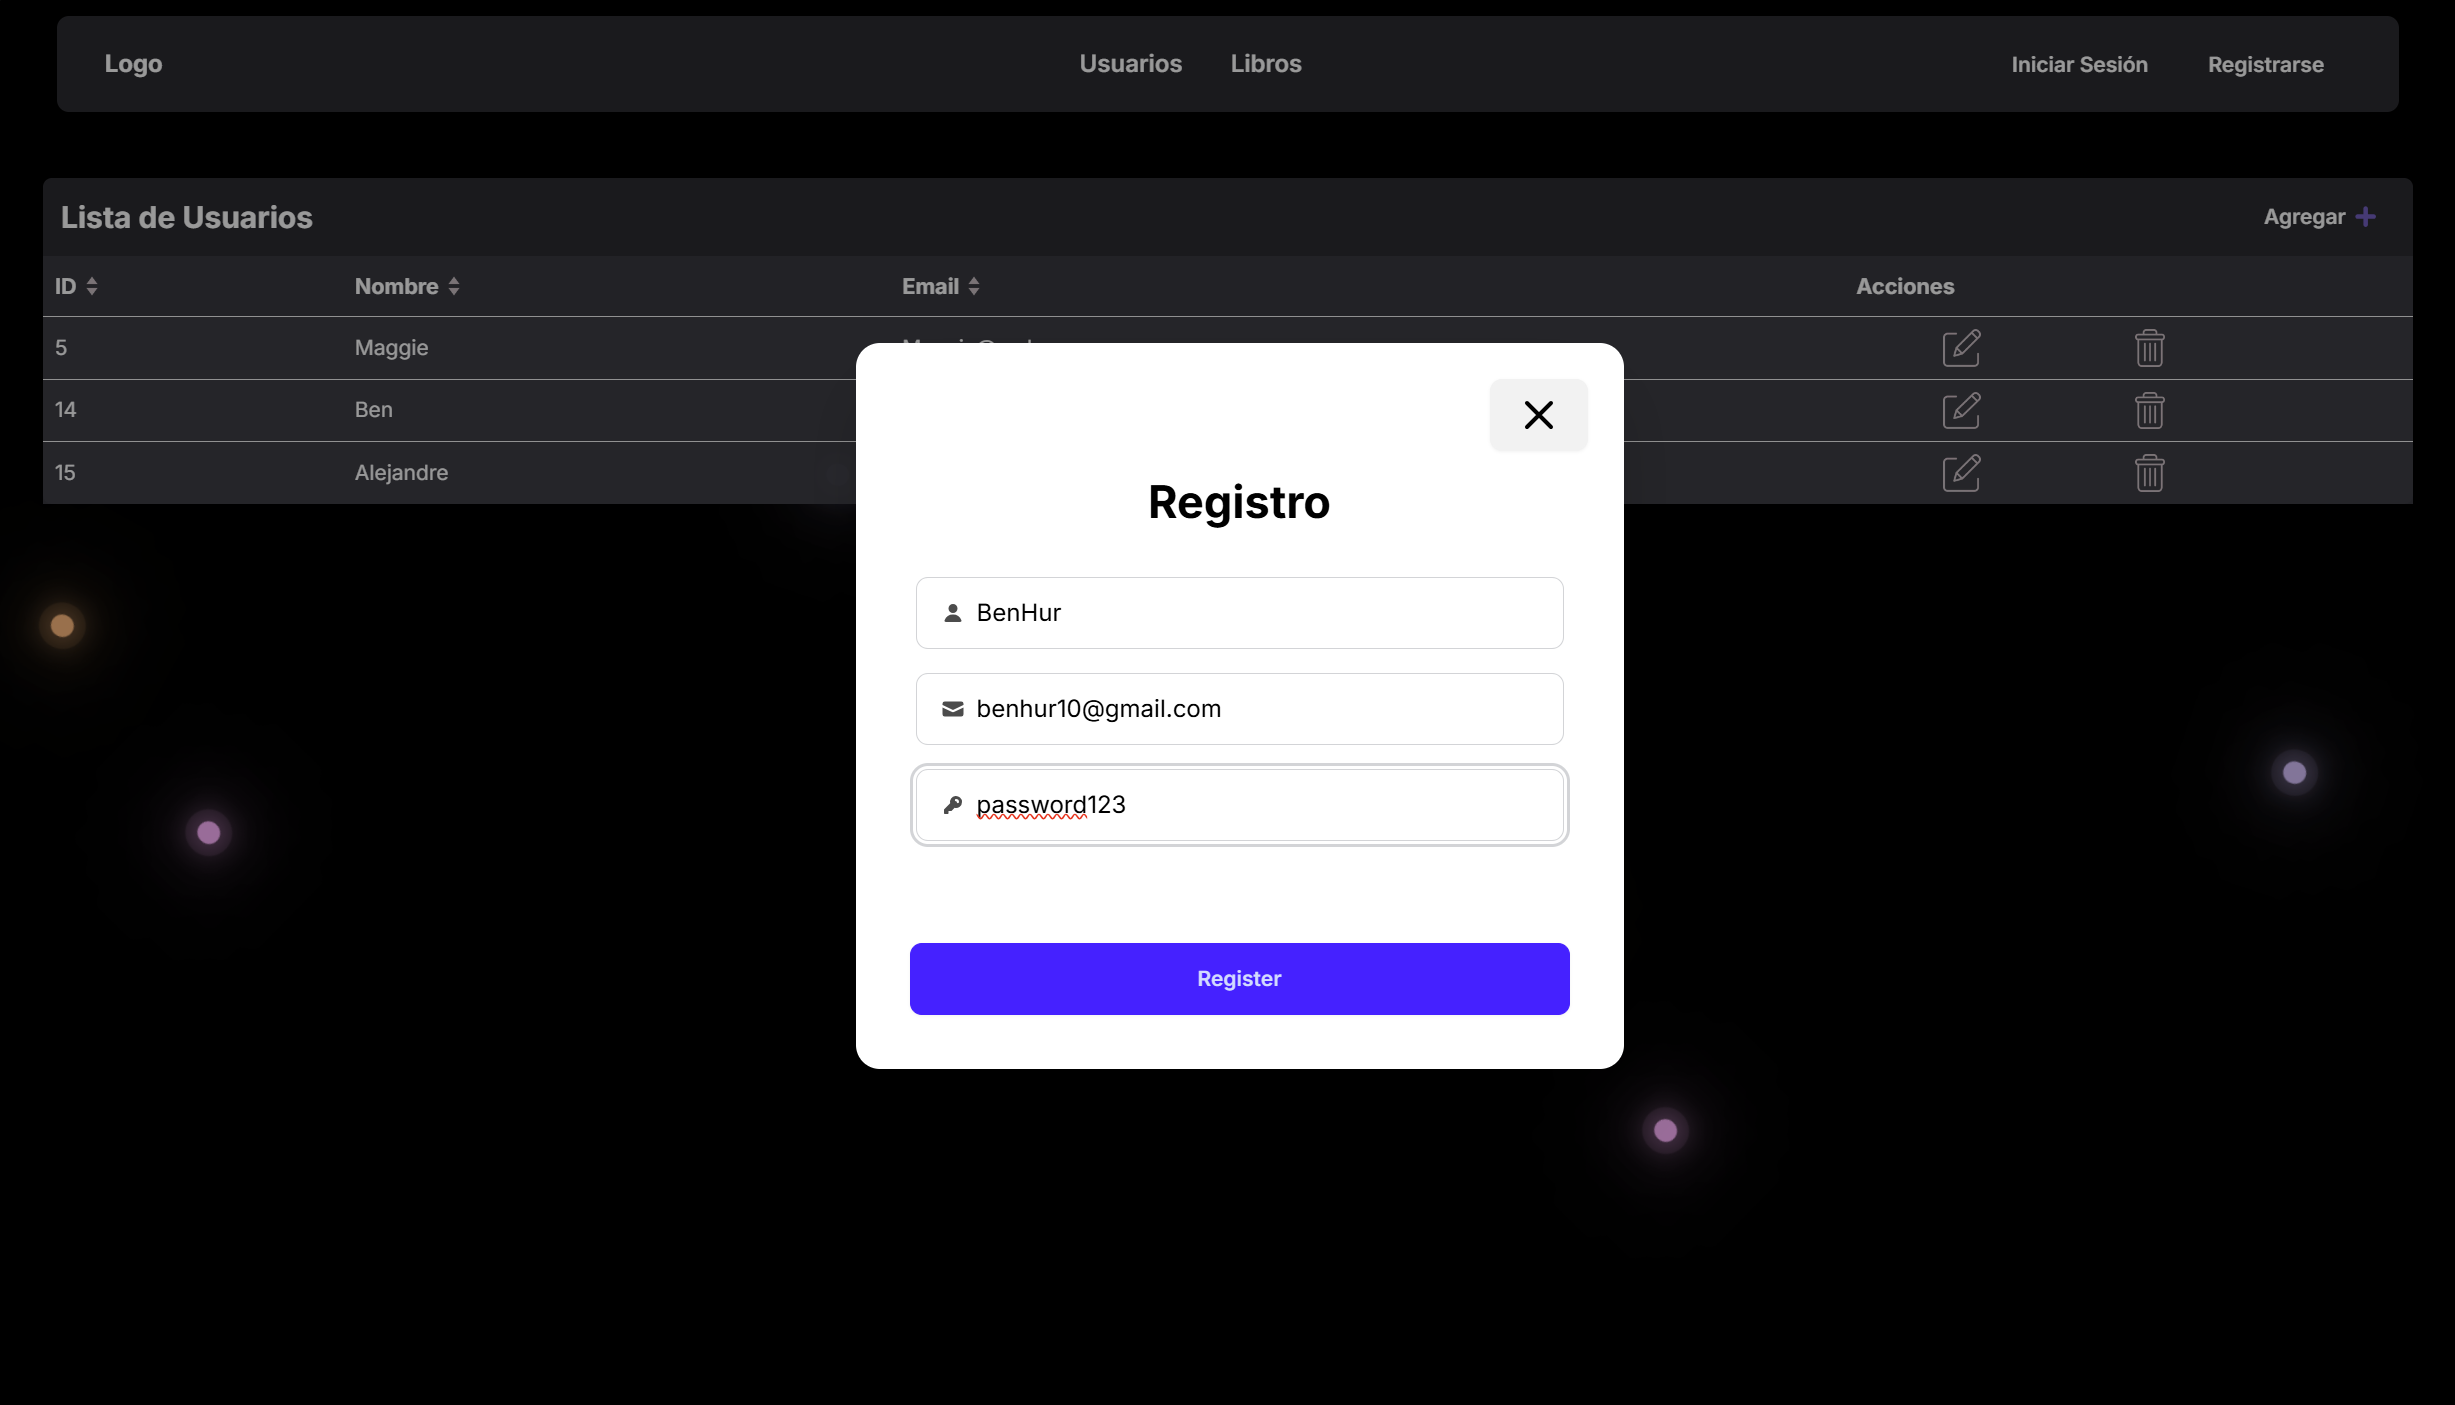 Logo
Usuarios
Libros
Iniciar Sesión
Registrarse
Lista de Usuarios
Agregar
ID
Nombre
Email
Acciones
5
Maggie
14
Ben
15
Alejandre
Registro
BenHur
benhur10@gmail.com
password123
Register